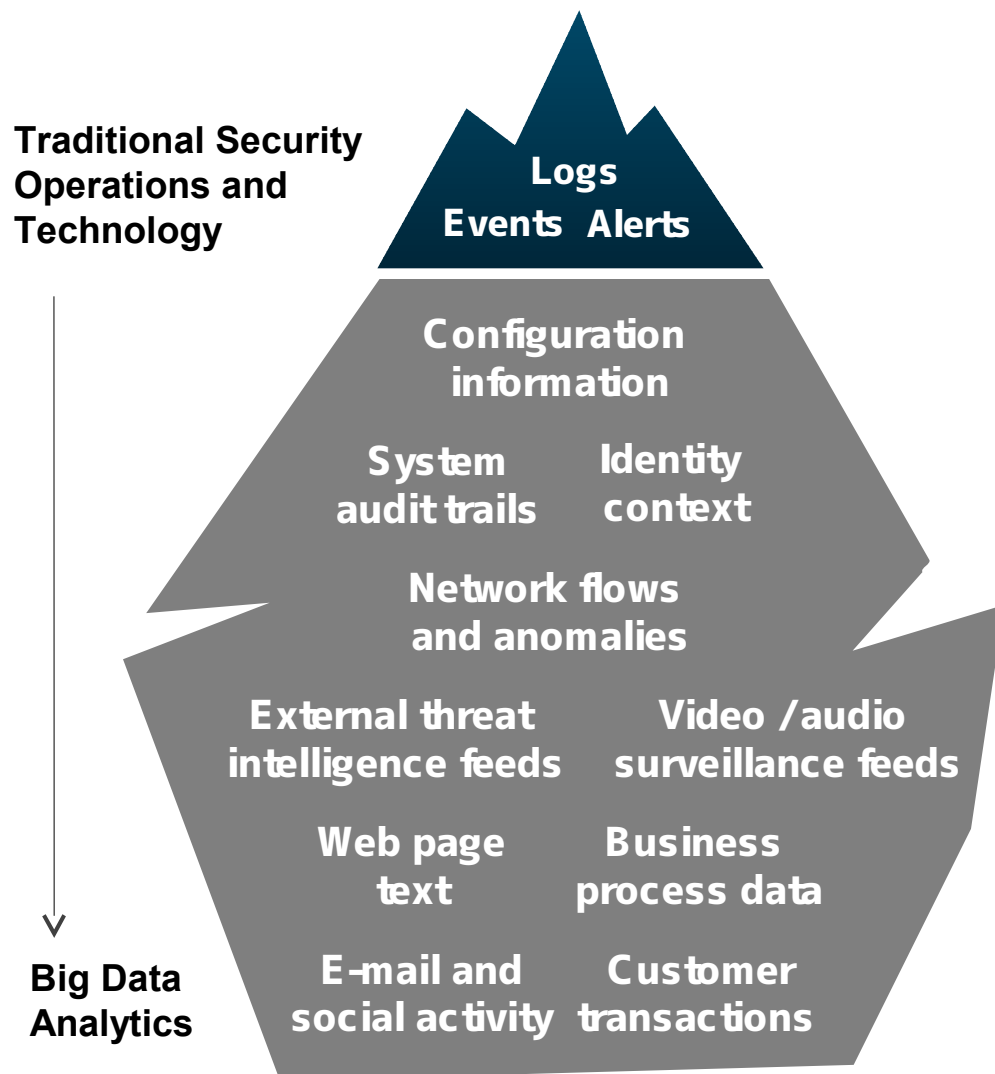 Traditional Security
Operations and
Technology
Logs
Events Alerts
Configuration
information
System
audit trails
Identity
context
Network flows
and anomalies
External threat
intelligence feeds
Video / audio
surveillance feeds
Web page
text
Business
process data
E-mail and
social activity
Customer
transactions
Big Data
Analytics